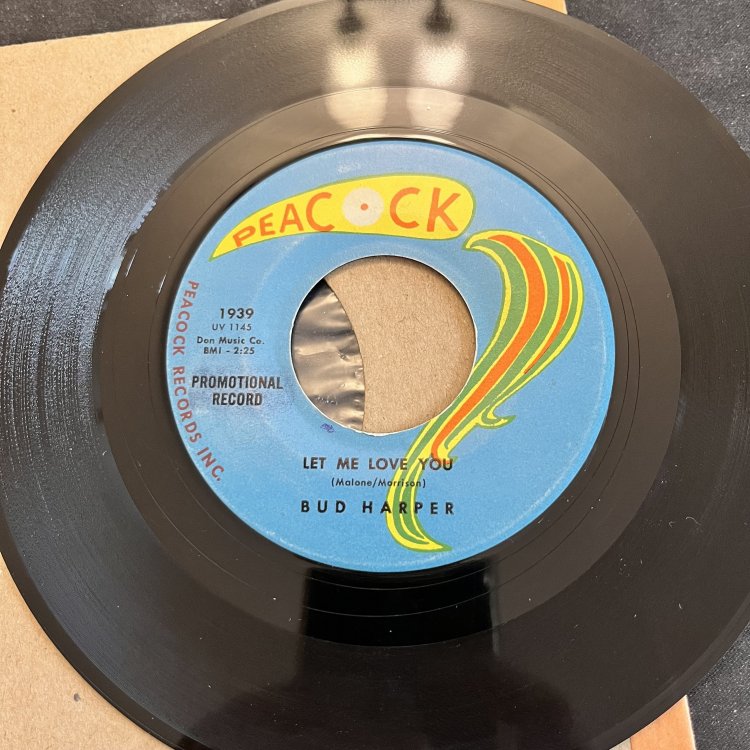 PEACOCK
PEACOCK RECORDS INC.
1939
UV 1145
Don Music Co.
BMI - 2:25
PROMOTIONAL
RECORD
LET ME LOVE YOU
(Malone/Morrison)
BUD HARPER